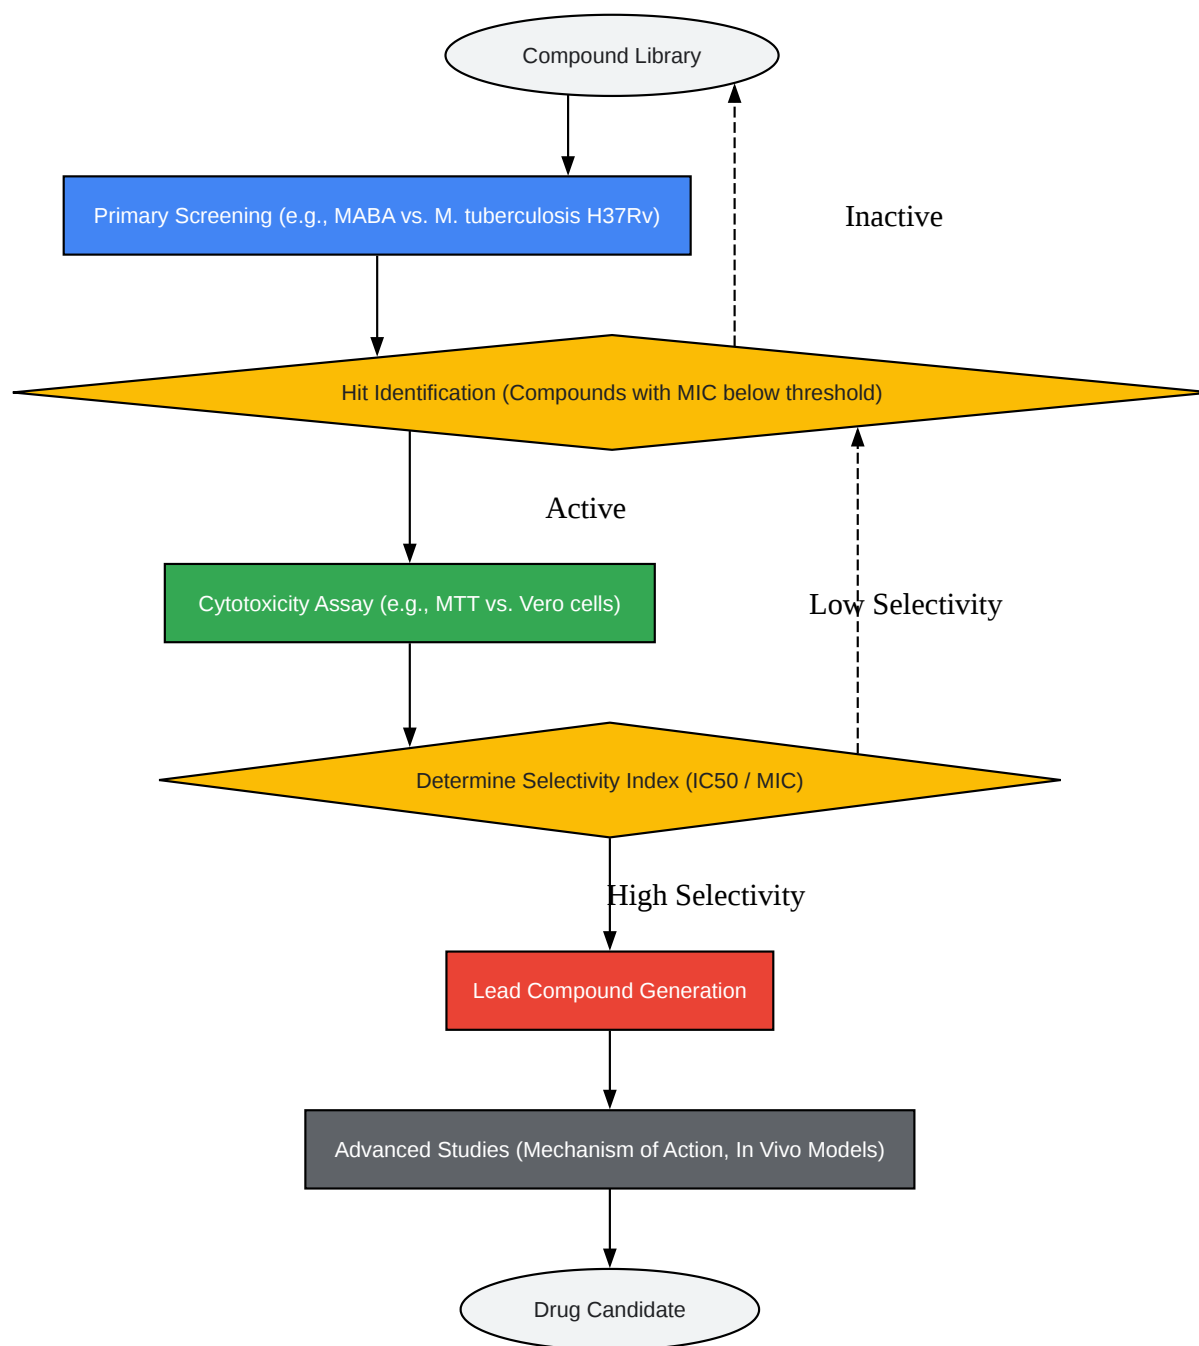 Compound Library
Primary Screening (e.g., MABA vs. M. tuberculosis H37Rv)
Inactive
Hit Identification (Compounds with MIC below threshold)
Active
Cytotoxicity Assay (e.g., MTT vs. Vero cells)
Low Selectivity
Determine Selectivity Index (IC50 / MIC)
High Selectivity
Lead Compound Generation
Advanced Studies (Mechanism of Action, In Vivo Models)
Drug Candidate